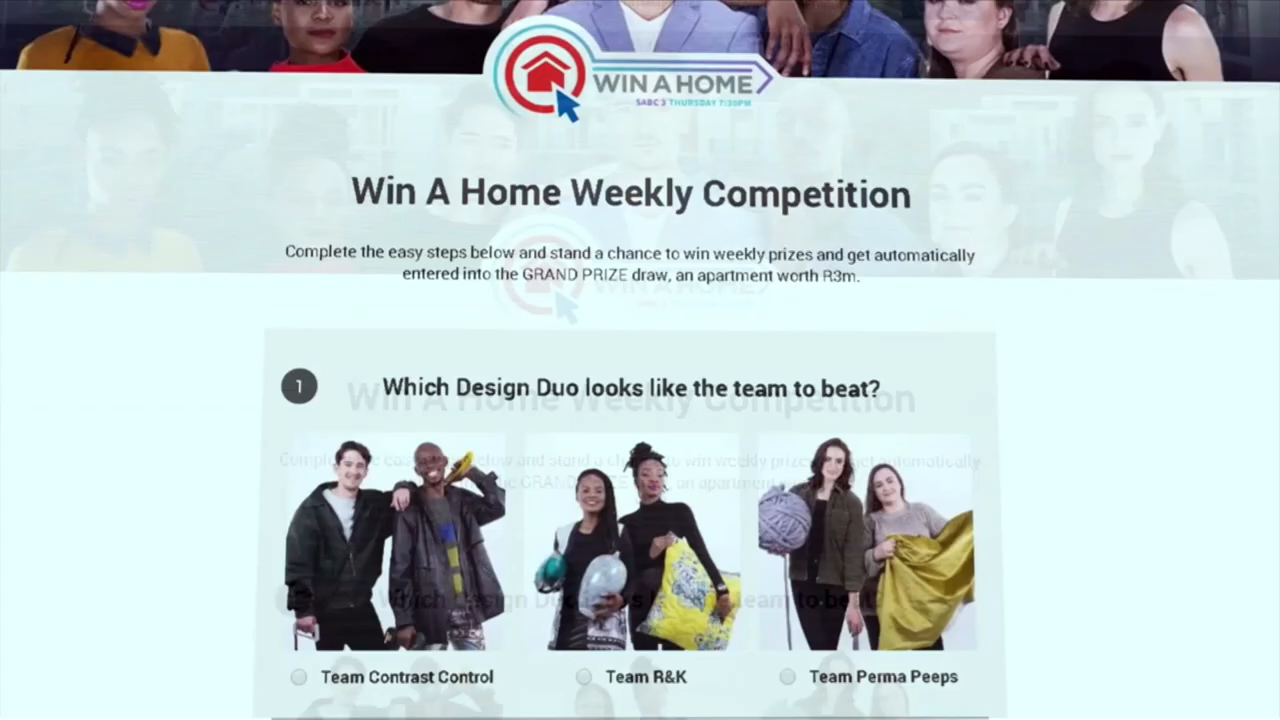 WIN A HOME
SABC 3 THURSDAY 7:30PM
Win A Home Weekly Competition
Complete the easy steps below and stand a chance to win weekly prizes and get automatically
entered into the GRAND PRIZE draw, an apartment worth R3m.
1
Which Design Duo looks like the team to beat?
Team Contrast Control
Team R&K
Team Perma Peeps